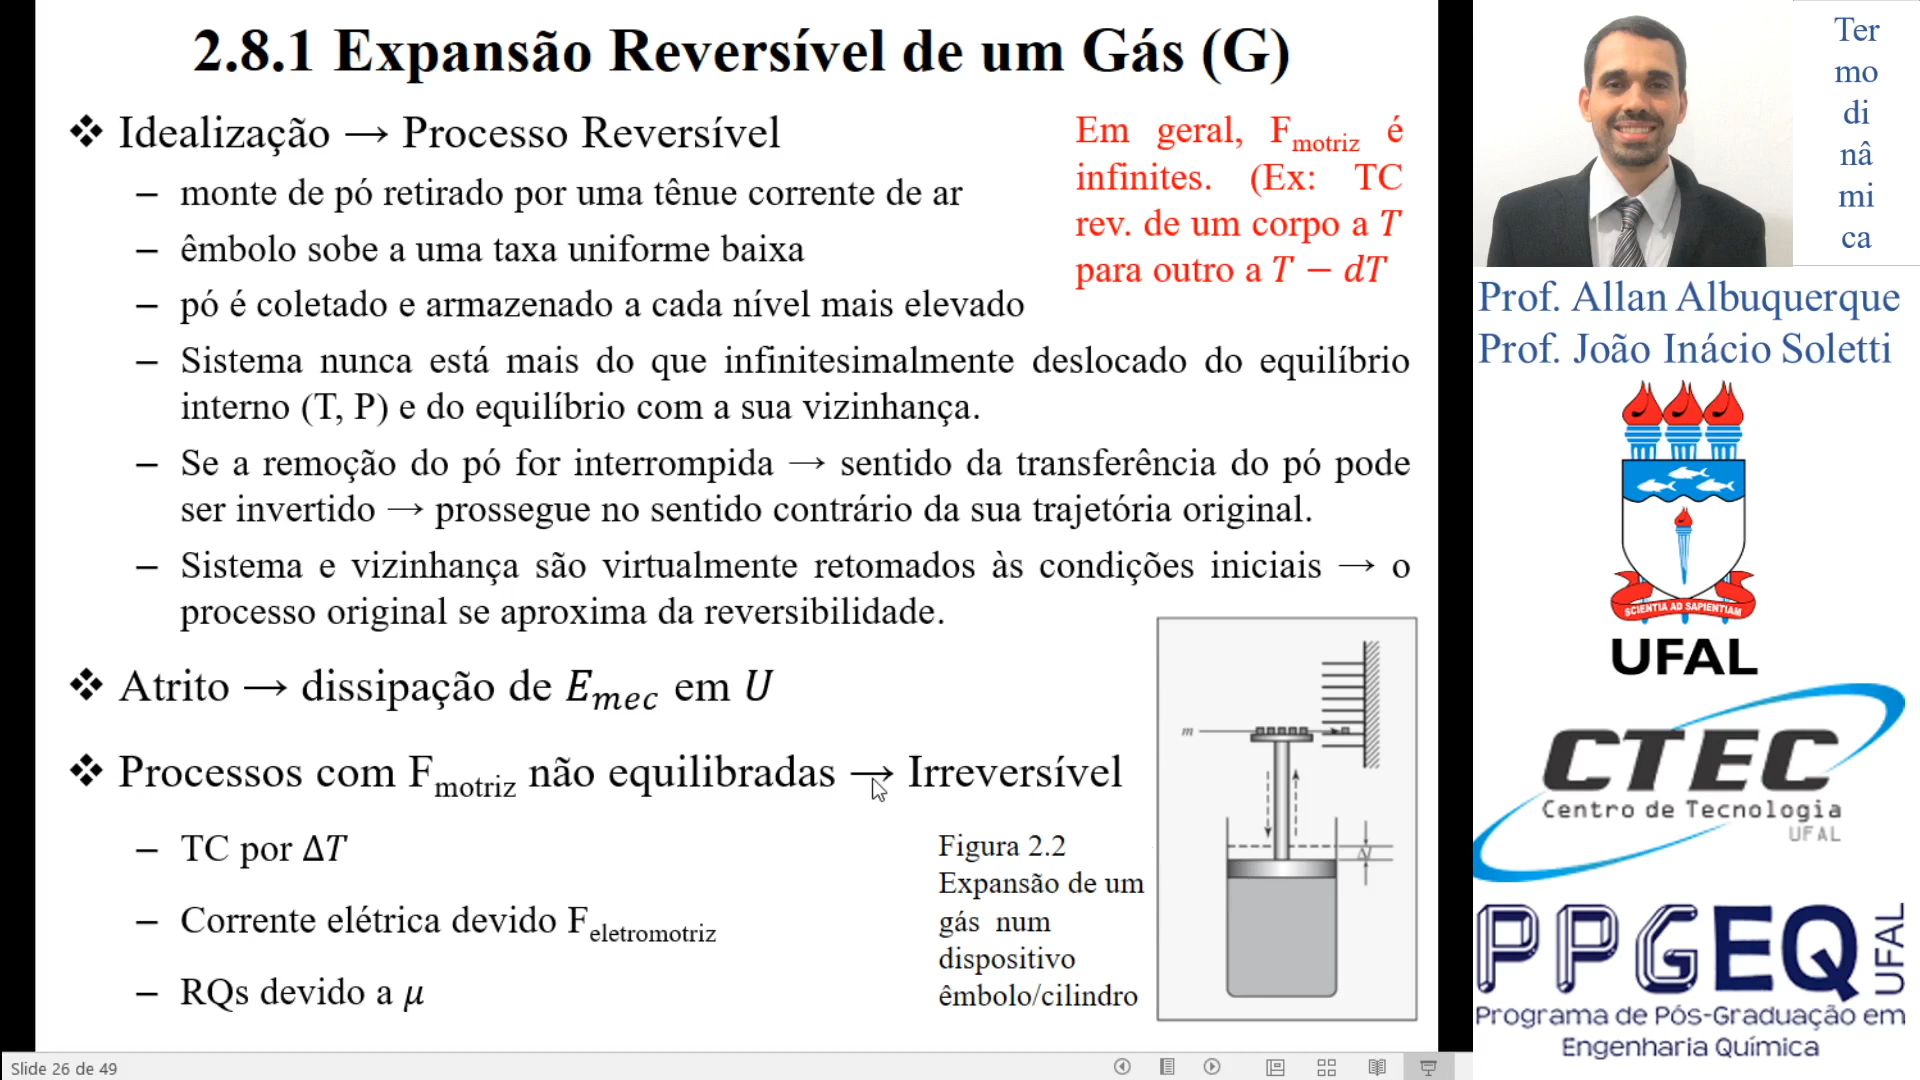 2.8.1 Expansão Reversível de um Gás (G)
❖ Idealização → Processo Reversível
– monte de pó retirado por uma tênue corrente de ar
– êmbolo sobe a uma taxa uniforme baixa
– pó é coletado e armazenado a cada nível mais elevado
– Sistema nunca está mais do que infinitesimalmente deslocado do equilíbrio
interno (T, P) e do equilíbrio com a sua vizinhança.
– Se a remoção do pó for interrompida → sentido da transferência do pó pode
ser invertido → prossegue no sentido contrário da sua trajetória original.
– Sistema e vizinhança são virtualmente retomados às condições iniciais → o
processo original se aproxima da reversibilidade.
Em geral, Fmotriz é
infinites. (Ex: TC
rev. de um corpo a T
para outro a T − dT
❖ Atrito → dissipação de Emec em U
❖ Processos com Fmotriz não equilibradas → Irreversível
– TC por ΔT
– Corrente elétrica devido Feletromotriz
– RQs devido a μ
Figura 2.2
Expansão de um
gás num
dispositivo
êmbolo/cilindro
m
Δl
Slide 26 de 49
Ter
mo
di
nâ
mi
ca
Prof. Allan Albuquerque
Prof. João Inácio Soletti
SCIENTIA AD SAPIENTIAM
UFAL
CTEC
Centro de Tecnologia
UFAL
PPGEQ
UFAL
Programa de Pós-Graduação em
Engenharia Química